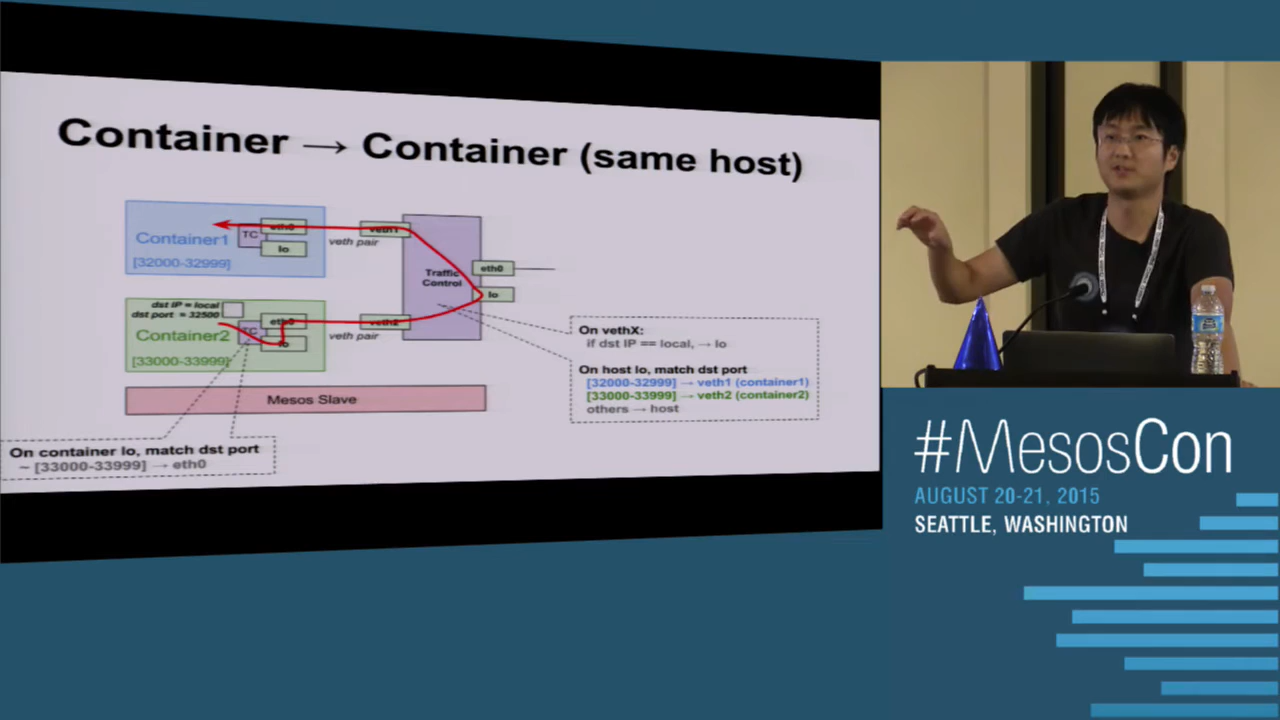 Container → Container (same host)
Container1
[32000-32999]
TC
eth0
lo
veth pair
veth1
Traffic
Control
eth0
lo
dst IP = local
dst port = 32500
Container2
[33000-33999]
TC
eth0
lo
veth pair
veth2
Mesos Slave
On container lo, match dst port
~ [33000-33999] → eth0
On vethX:
if dst IP == local, → lo
On host lo, match dst port
[32000-32999] → veth1 (container1)
[33000-33999] → veth2 (container2)
others → host
#MesosCon
AUGUST 20-21, 2015
SEATTLE, WASHINGTON